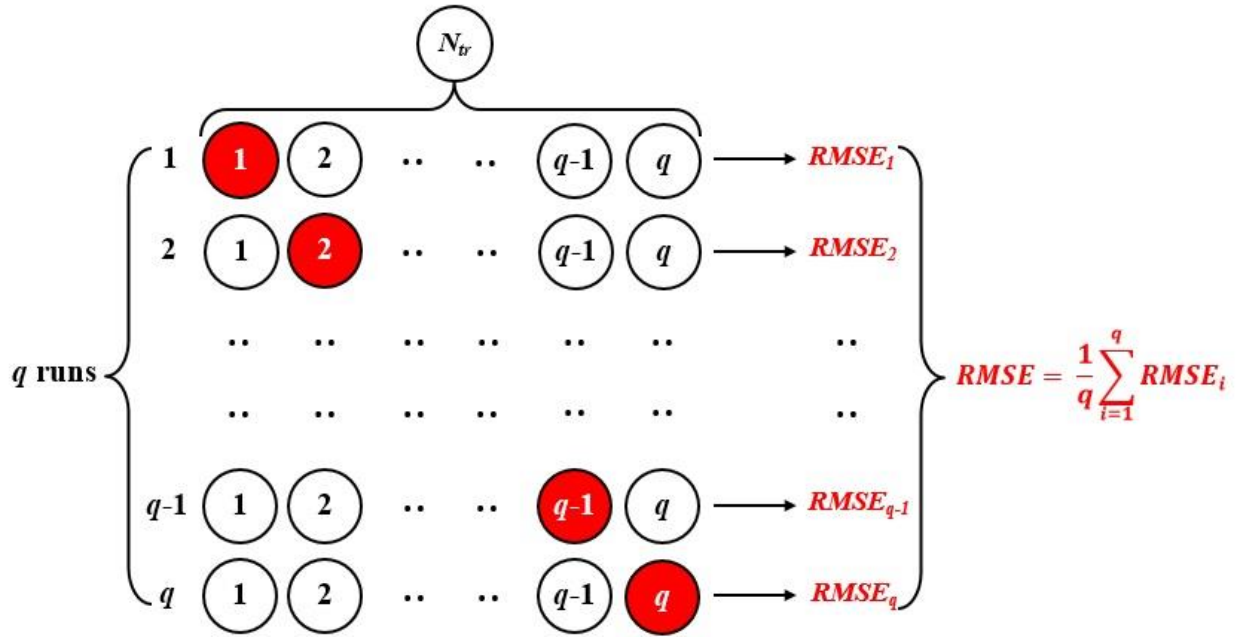 N_tr
1 1 2 .. .. q-1 q RMSE_1
2 1 2 .. .. q-1 q RMSE_2
.. .. .. .. .. .. ..
q runs RMSE = 1/q ∑_{i=1}^{q} RMSE_i
.. .. .. .. .. .. ..
q-1 1 2 .. .. q-1 q RMSE_{q-1}
q 1 2 .. .. q-1 q RMSE_q